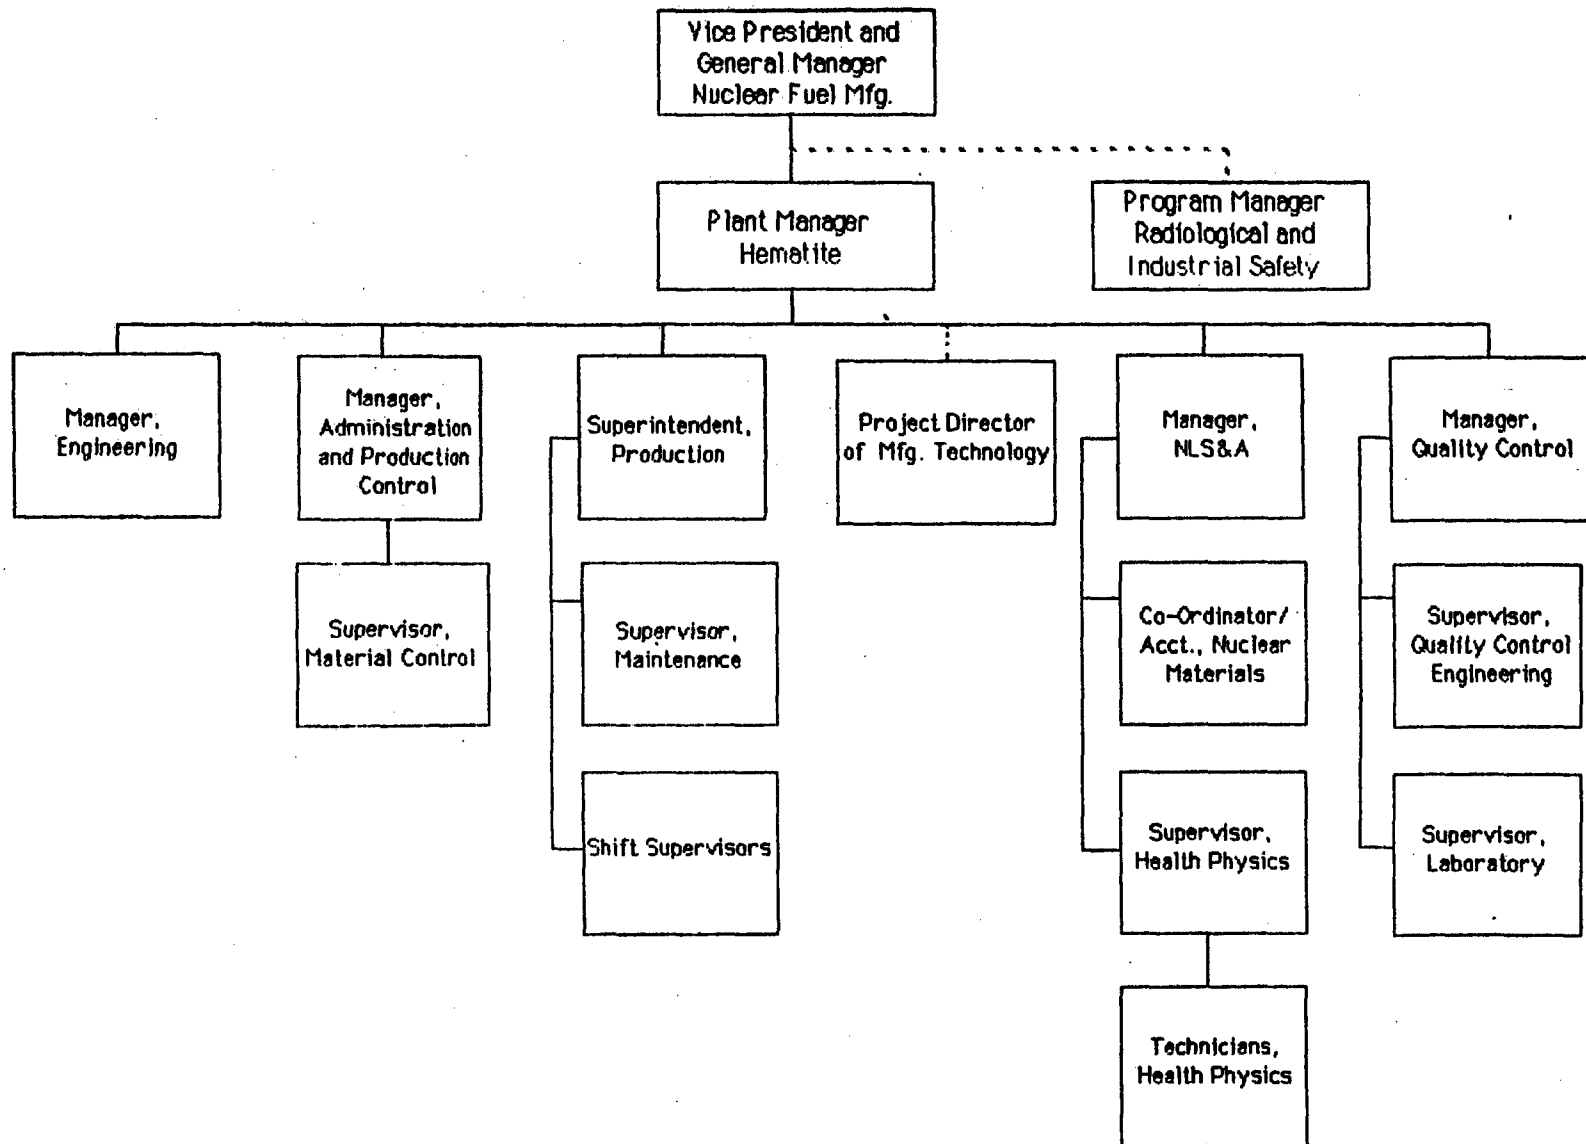 Vice President and
General Manager
Nuclear Fuel Mfg.
Plant Manager
Hematite
Program Manager
Radiological and
Industrial Safety
Manager,
Engineering
Manager,
Administration
and Production
Control
Superintendent,
Production
Project Director
of Mfg. Technology
Manager,
NLS&A
Manager,
Quality Control
Supervisor,
Material Control
Supervisor,
Maintenance
Co-Ordinator/
Acct., Nuclear
Materials
Supervisor,
Quality Control
Engineering
Shift Supervisors
Supervisor,
Health Physics
Supervisor,
Laboratory
Technicians,
Health Physics